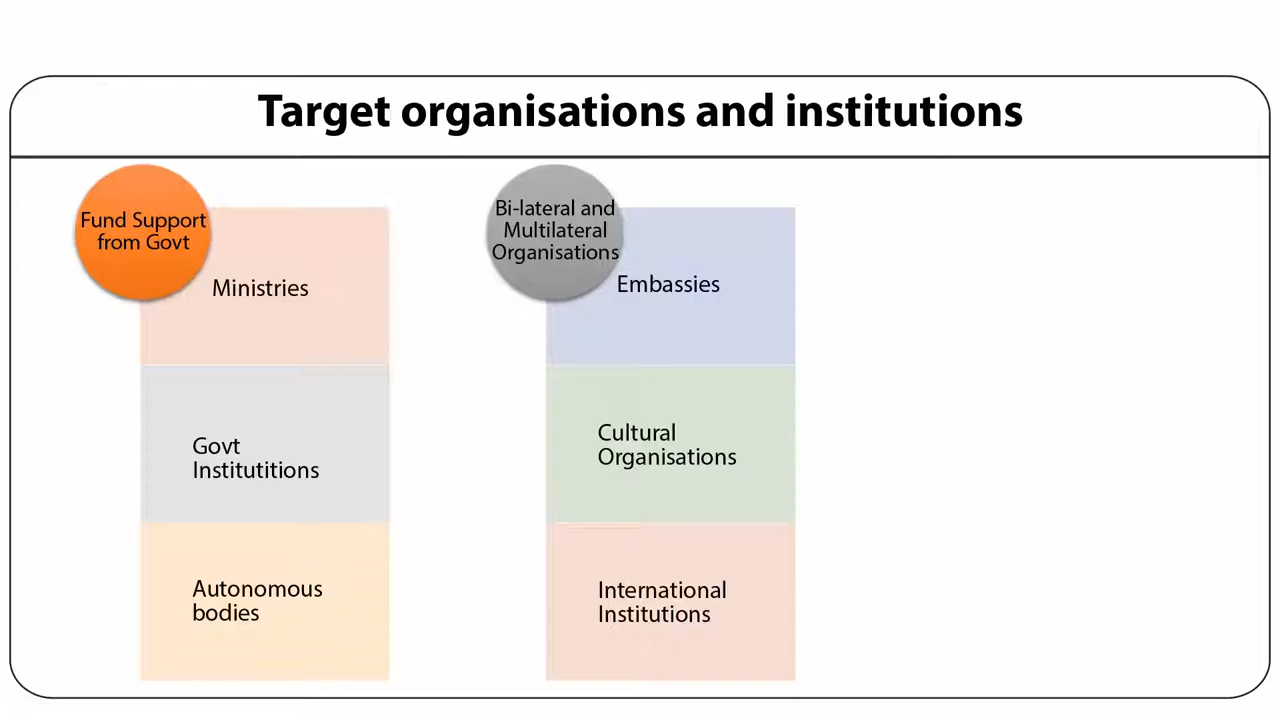 Target organisations and institutions
Fund Support
from Govt
Ministries
Govt
Institutitions
Autonomous
bodies
Bi-lateral and
Multilateral
Organisations
Embassies
Cultural
Organisations
International
Institutions